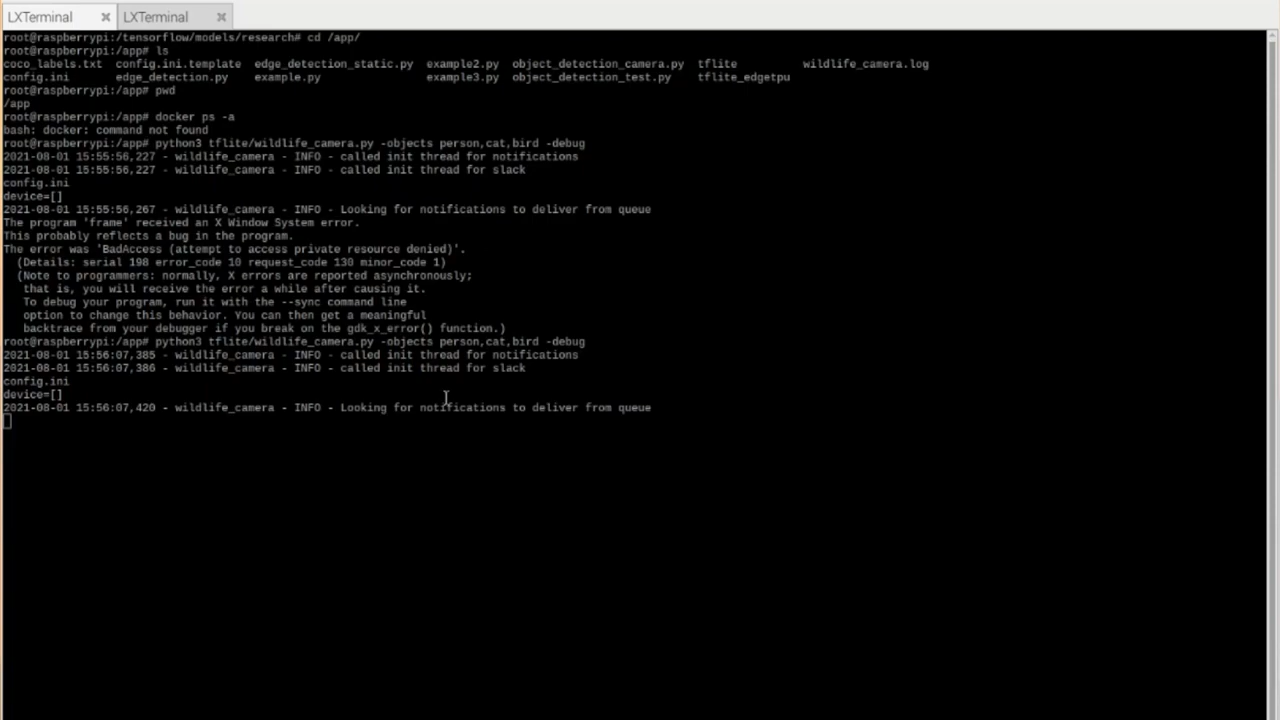 LXTerminal LXTerminal
root@raspberrypi:/tensorflow/models/research# cd /app/
root@raspberrypi:/app# ls
coco_labels.txt config.ini.template edge_detection_static.py example2.py object_detection_camera.py tflite wildlife_camera.log
config.ini edge_detection.py example.py example3.py object_detection_test.py tflite_edgetpu
root@raspberrypi:/app# pwd
/app
root@raspberrypi:/app# docker ps -a
bash: docker: command not found
root@raspberrypi:/app# python3 tflite/wildlife_camera.py -objects person,cat,bird -debug
2021-08-01 15:55:56,227 - wildlife_camera - INFO - called init thread for notifications
2021-08-01 15:55:56,227 - wildlife_camera - INFO - called init thread for slack
config.ini
device=[]
2021-08-01 15:55:56,267 - wildlife_camera - INFO - Looking for notifications to deliver from queue
The program 'frame' received an X Window System error.
This probably reflects a bug in the program.
The error was 'BadAccess (attempt to access private resource denied)'.
(Details: serial 198 error_code 10 request_code 130 minor_code 1)
(Note to programmers: normally, X errors are reported asynchronously;
that is, you will receive the error a while after causing it.
To debug your program, run it with the --sync command line
option to change this behavior. You can then get a meaningful
backtrace from your debugger if you break on the gdk_x_error() function.)
root@raspberrypi:/app# python3 tflite/wildlife_camera.py -objects person,cat,bird -debug
2021-08-01 15:56:07,385 - wildlife_camera - INFO - called init thread for notifications
2021-08-01 15:56:07,386 - wildlife_camera - INFO - called init thread for slack
config.ini
device=[]
2021-08-01 15:56:07,420 - wildlife_camera - INFO - Looking for notifications to deliver from queue